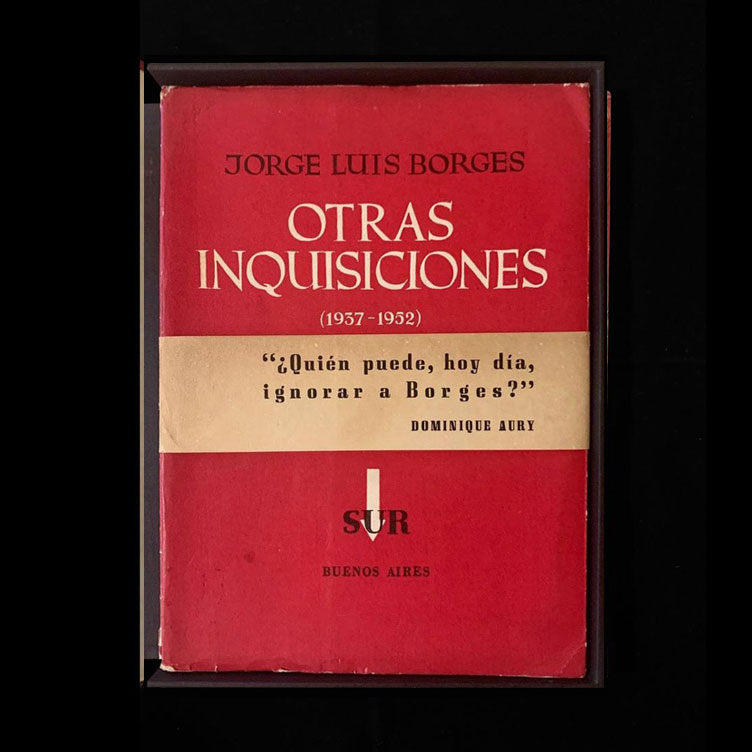 JORGE LUIS BORGES
OTRAS
INQUISICIONES
(1937-1952)
“¿Quién puede, hoy día,
ignorar a Borges?”
DOMINIQUE AURY
SUR
BUENOS AIRES